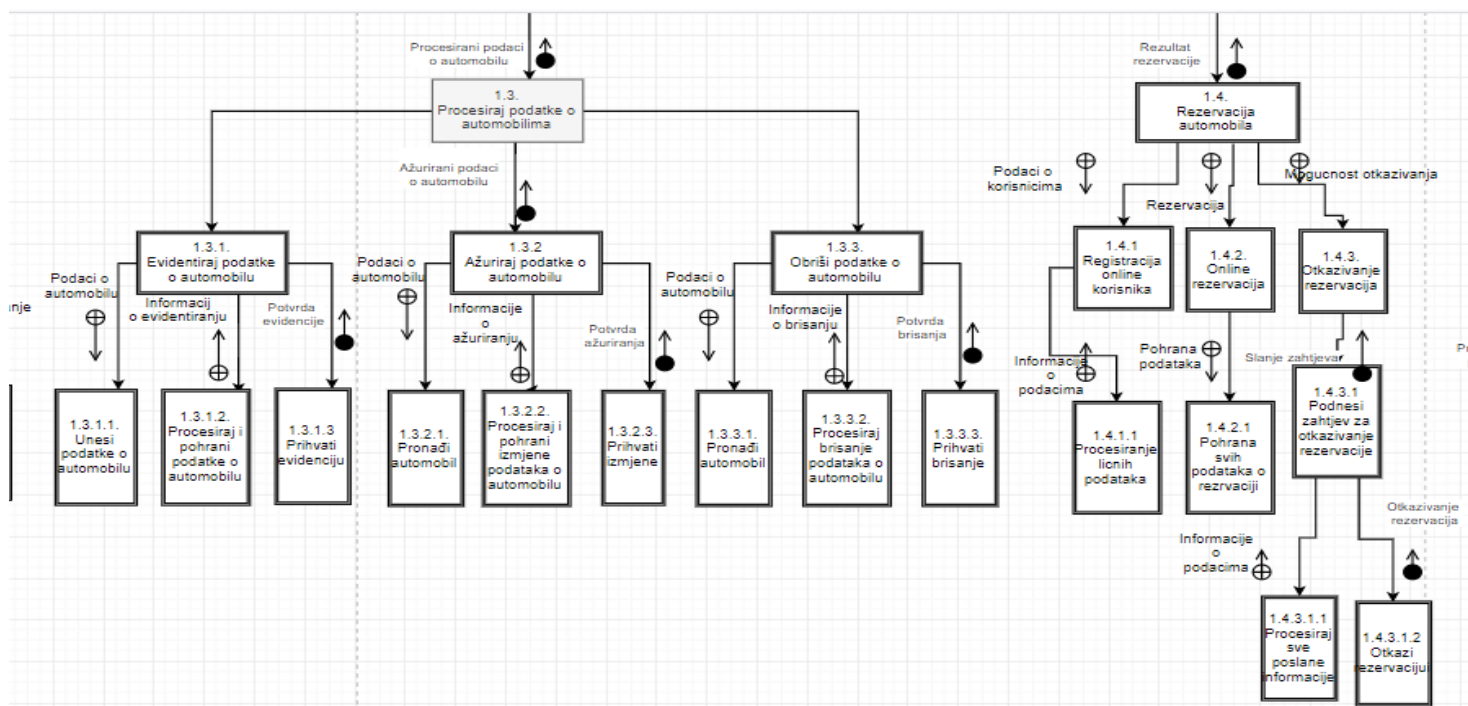 Procesirani podaci
o automobilu
1.3.
Procesiraj podatke o
automobilima
Ažurirani podaci
o automobilu
1.3.1.
Evidentiraj podatke
o automobilu
1.3.2
Ažuriraj podatke o
automobilu
1.3.3.
Obriši podatke o
automobilu
Podaci o
automobilu
Informacij
o evidentiranju
Potvrda
evidencije
Podaci o
automobilu
Informacije
o
ažuriranju
Potvrda
ažuriranja
Podaci o
automobilu
Informacije
o brisanju
Potvrda
brisanja
1.3.1.1.
Unesi
podatke o
automobilu
1.3.1.2.
Procesiraj i
pohrani
podatke o
automobilu
1.3.1.3
Prihvati
evidenciju
1.3.2.1.
Pronađi
automobil
1.3.2.2.
Procesiraj i
pohrani
izmjene
podataka o
automobilu
1.3.2.3.
Prihvati
izmjene
1.3.3.1.
Pronađi
automobil
1.3.3.2.
Procesiraj
brisanje
podataka o
automobilu
1.3.3.3.
Prihvati
brisanje
Rezultat
rezervacije
1.4.
Rezervacija
automobila
Podaci o
korisnicima
Rezervacija
Mogucnost otkazivanja
1.4.1
Registracija
online
korisnika
1.4.2.
Online
rezervacija
1.4.3.
Otkazivanje
rezervacija
Informacije
o
podacima
Pohrana
podataka
Slanje zahtjeva
1.4.1.1
Procesiranje
licnih
podataka
1.4.2.1
Pohrana
svih
podataka o
rezrvaciji
1.4.3.1
Podnesi
zahtjev za
otkazivanje
rezervacije
Informacije
o
podacima
Otkazivanje
rezervacija
1.4.3.1.1
Procesiraj
sve
poslane
informacije
1.4.3.1.2
Otkazi
rezervacijui